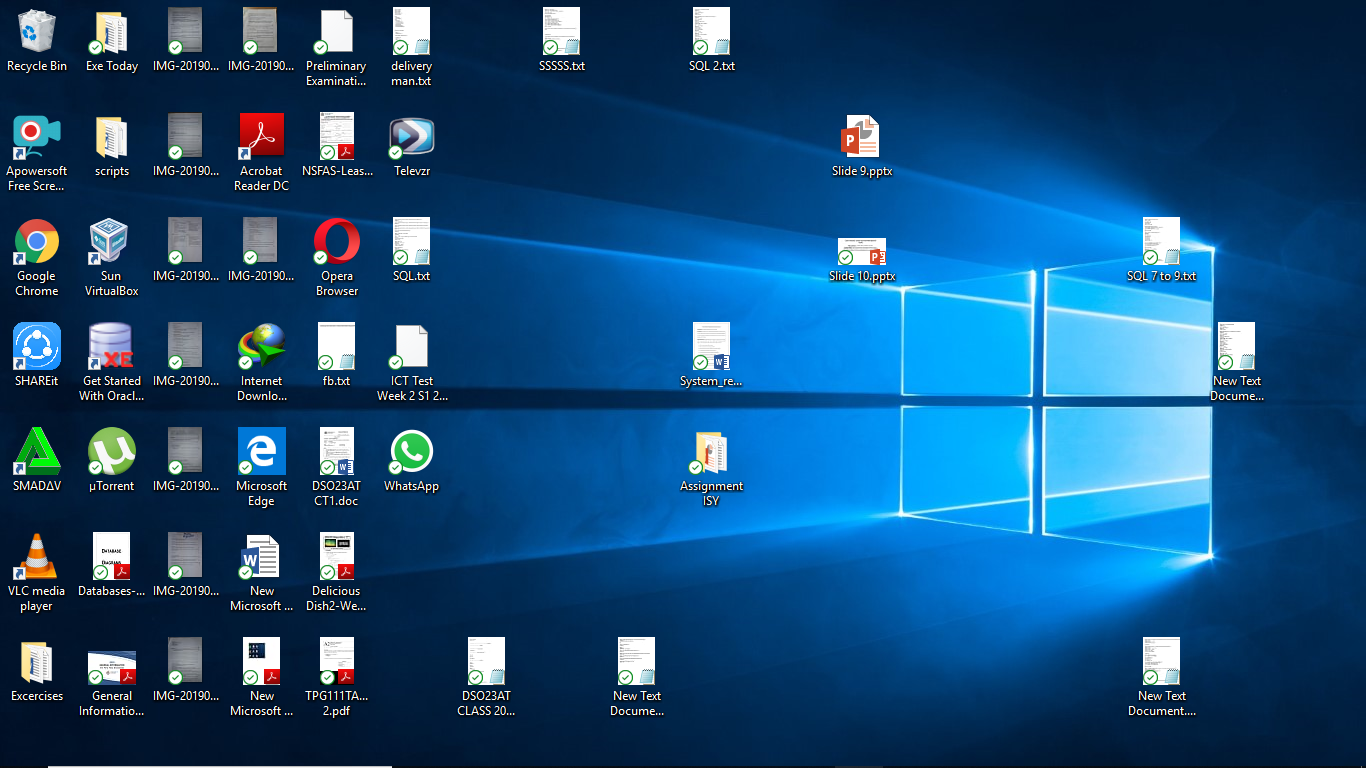 Recycle Bin
Exe Today
IMG-20190...
IMG-20190...
Preliminary
Examinati...
delivery
man.txt
SSSSS.txt
SQL 2.txt
Apowersoft
Free Scre...
scripts
IMG-20190...
Acrobat
Reader DC
NSFAS-Leas...
Televzr
Slide 9.pptx
Google
Chrome
Sun
VirtualBox
IMG-20190...
IMG-20190...
Opera
Browser
SQL.txt
Slide 10.pptx
SQL 7 to 9.txt
SHAREit
XE
Get Started
With Oracl...
IMG-20190...
Internet
Downlo...
fb.txt
ICT Test
Week 2 S1 2...
System_re...
New Text
Docume...
SMADΔV
µTorrent
IMG-20190...
Microsoft
Edge
DSO23AT
CT1.doc
WhatsApp
Assignment
ISY
VLC media
player
DATABASE
DIAGRAMS
Databases-...
IMG-20190...
New
Microsoft ...
Delicious
Dish2-We...
Excercises
General
Informatio...
IMG-20190...
New
Microsoft ...
TPG111TA...
2.pdf
DSO23AT
CLASS 20...
New Text
Docume...
New Text
Document....